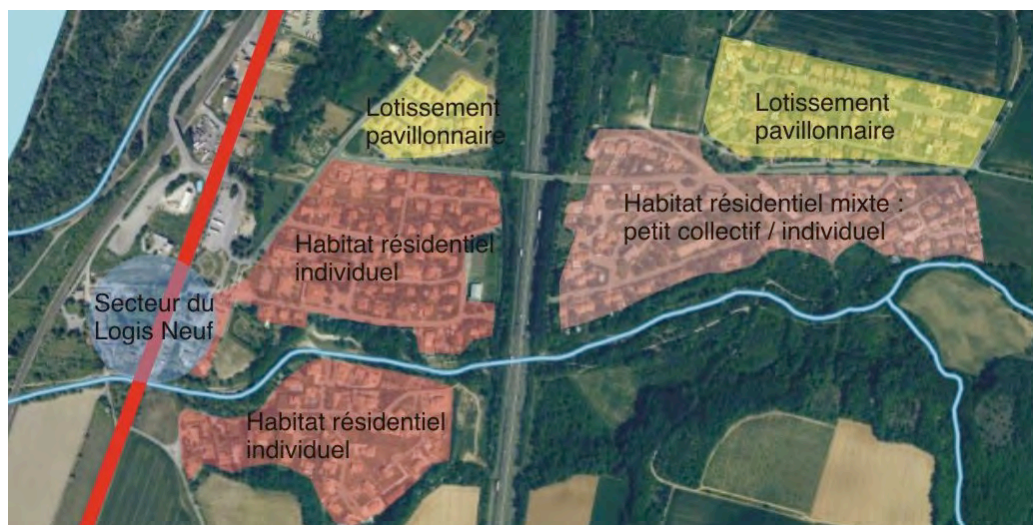 Lotissement
pavillonnaire
Lotissement
pavillonnaire
Habitat résidentiel
individuel
Habitat résidentiel mixte :
petit collectif / individuel
Secteur du
Logis Neuf
Habitat résidentiel
individuel